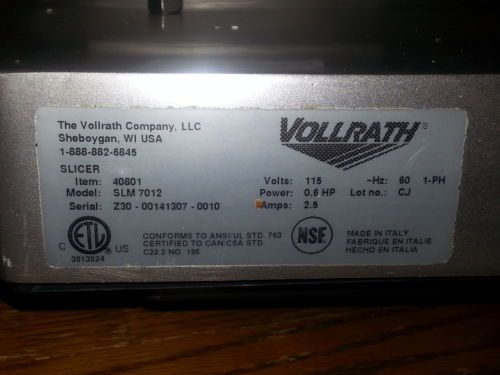 The Vollrath Company, LLC
Sheboygan, WI USA
1-888-882-6845
VOLLRATH®
SLICER
Item: 40801
Model: SLM 7012
Serial: Z30 - 00141307 - 0010
Volts: 115 ~Hz: 60 1-PH
Power: 0.6 HP Lot no.: CJ
Amps: 2.5
C ETL US
3013024
CONFORMS TO ANSI/UL STD. 763
CERTIFIED TO CAN/CSA STD.
C22.2 NO. 195
NSF
MADE IN ITALY
FABRIQUE EN ITALIE
HECHO EN ITALIA